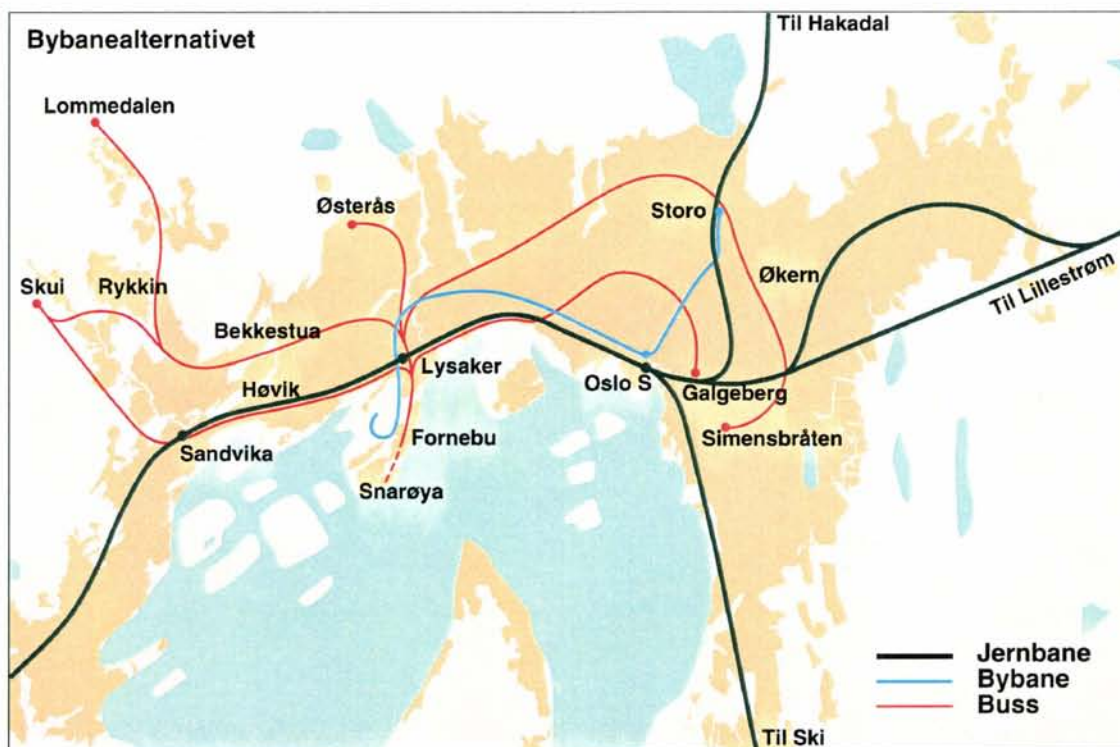 Bybanealternativet
Til Hakadal
Lommedalen
Østerås
Storo
Skui
Rykkin
Økern
Til Lillestrøm
Bekkestua
Lysaker
Høvik
Oslo S
Galgeberg
Sandvika
Fornebu
Simensbråten
Snarøya
Jernbane
Bybane
Buss
Til Ski